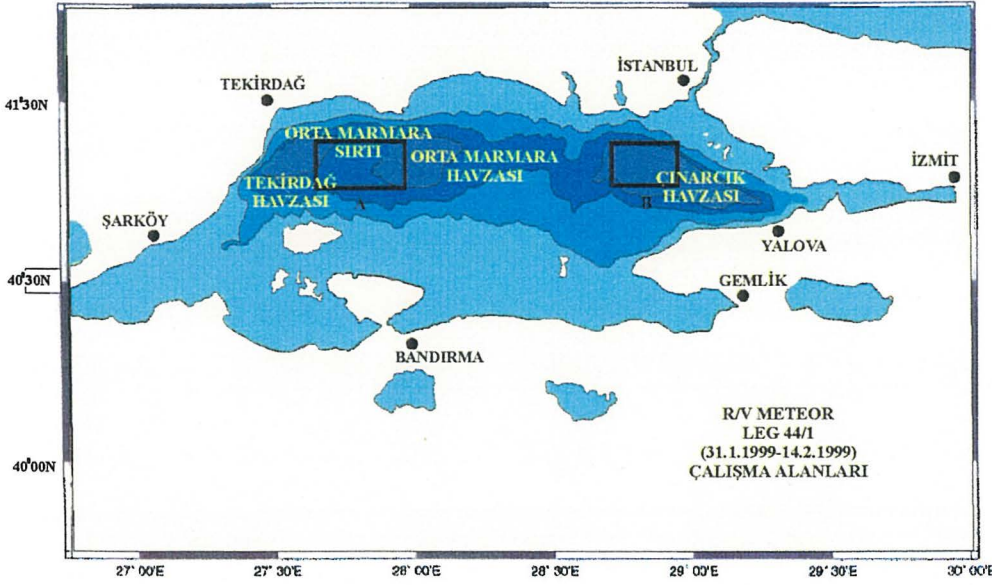 İSTANBUL
TEKİRDAĞ
41°30N
ORTA MARMARA
SIRTI
ORTA MARMARA
HAVZASI
İZMİT
TEKİRDAĞ
HAVZASI
A
ÇINARCIK
HAVZASI
B
ŞARKÖY
YALOVA
40°30N
GEMLİK
BANDIRMA
R/V METEOR
LEG 44/1
(31.1.1999-14.2.1999)
ÇALIŞMA ALANLARI
40°00N
27°00'E
27°30'E
28°00'E
28°30'E
29°00'E
29°30'E
30°00'E